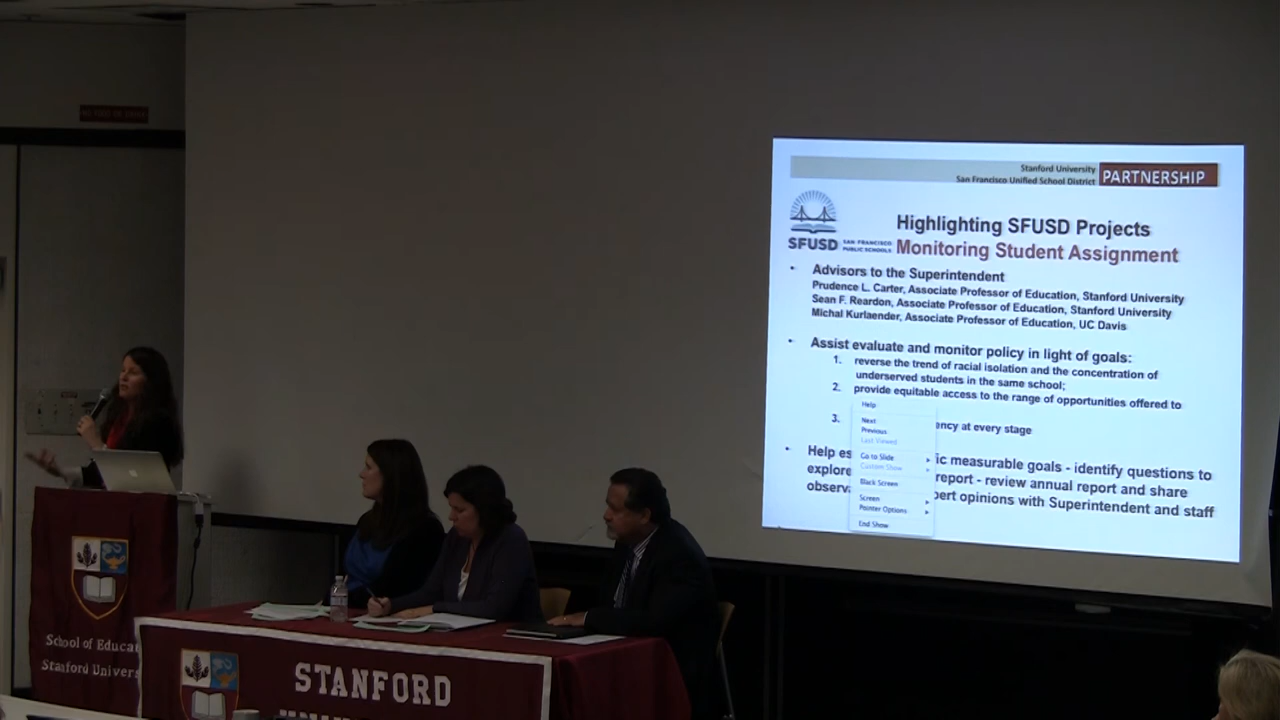 Stanford University
San Francisco Unified School District
PARTNERSHIP
SFUSD
SAN FRANCISCO
PUBLIC SCHOOLS
Highlighting SFUSD Projects
Monitoring Student Assignment
• Advisors to the Superintendent
Prudence L. Carter, Associate Professor of Education, Stanford University
Sean F. Reardon, Associate Professor of Education, Stanford University
Michal Kurlaender, Associate Professor of Education, UC Davis
• Assist evaluate and monitor policy in light of goals:
1. reverse the trend of racial isolation and the concentration of
underserved students in the same school;
2. provide equitable access to the range of opportunities offered to
3. ency at every stage
• Help es ic measurable goals - identify questions to
explore report - review annual report and share
observa pert opinions with Superintendent and staff
Help
Next
Previous
Last Viewed
Go to Slide
Custom Show
Black Screen
Screen
Pointer Options
End Show
School of Educa
Stanford Univers
STANFORD